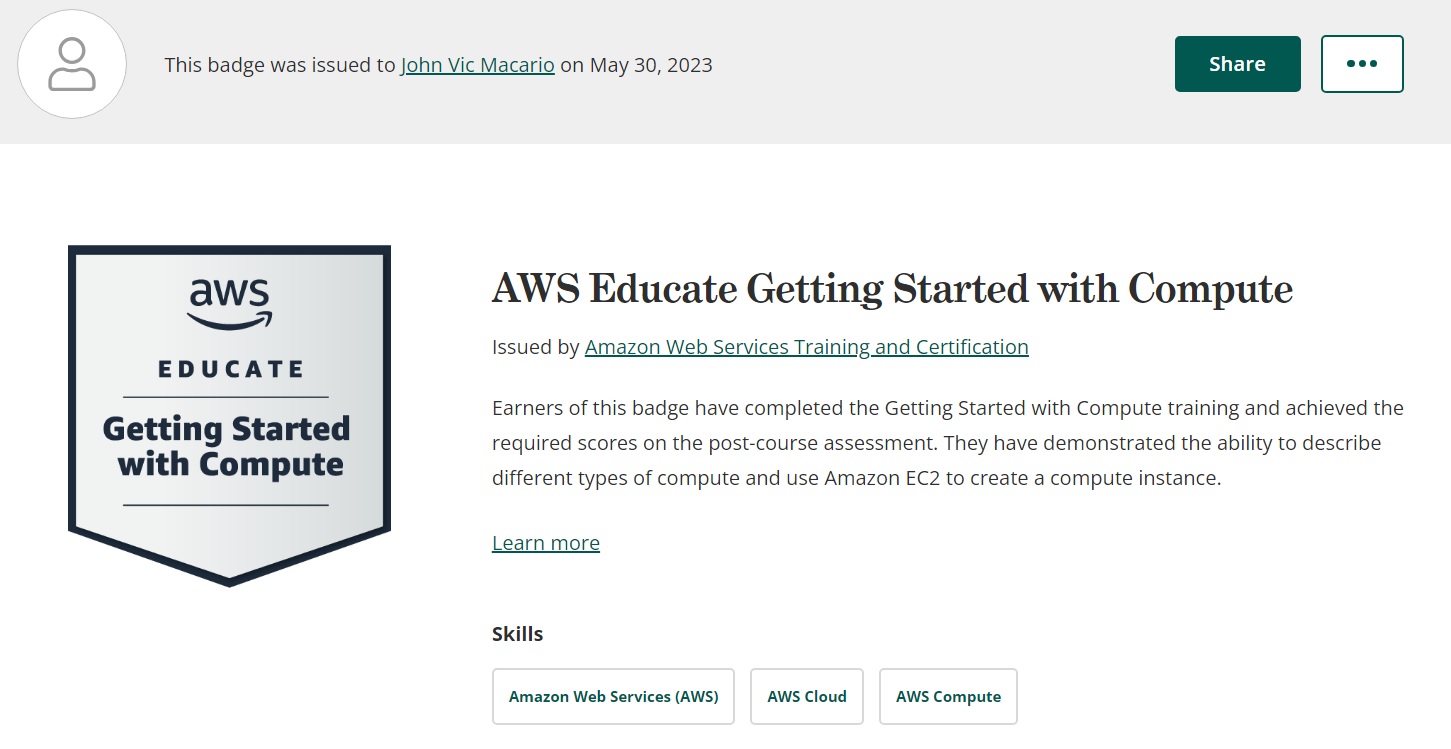 This badge was issued to John Vic Macario on May 30, 2023
Share
aws
EDUCATE
Getting Started
with Compute
AWS Educate Getting Started with Compute
Issued by Amazon Web Services Training and Certification
Earners of this badge have completed the Getting Started with Compute training and achieved the
required scores on the post-course assessment. They have demonstrated the ability to describe
different types of compute and use Amazon EC2 to create a compute instance.
Learn more
Skills
Amazon Web Services (AWS)
AWS Cloud
AWS Compute